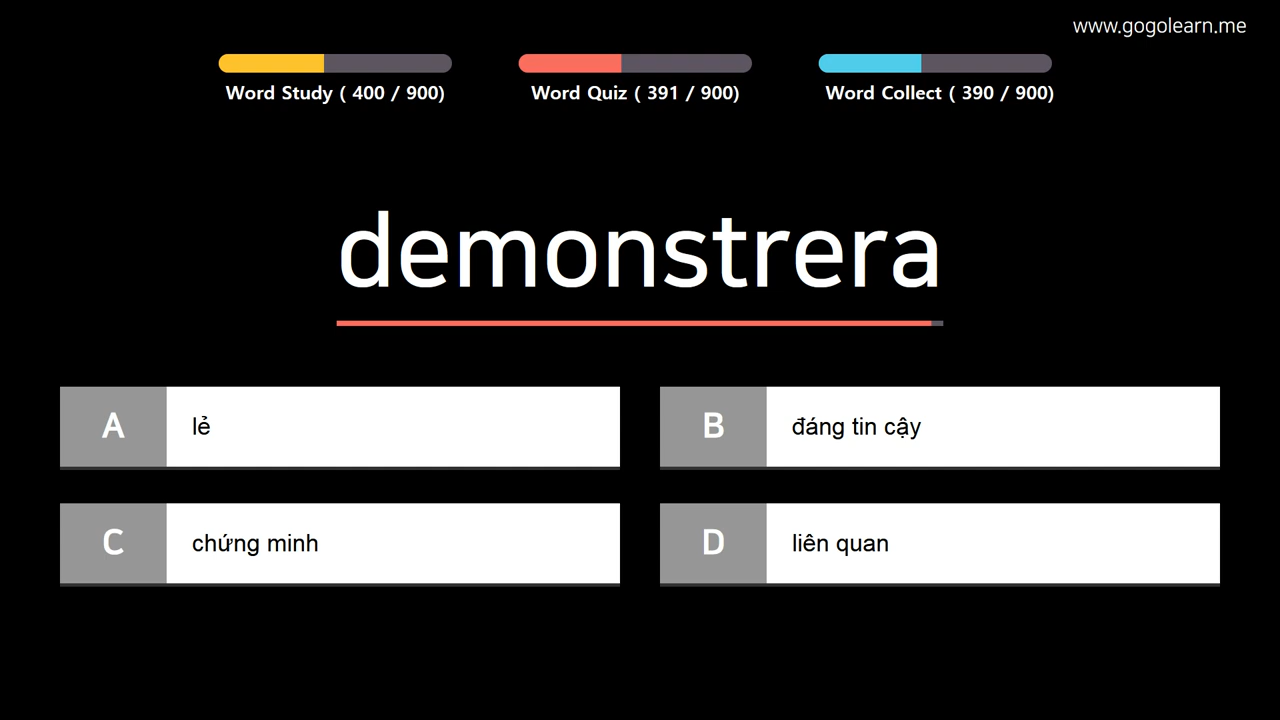 www.gogolearn.me
Word Study ( 400 / 900)
Word Quiz ( 391 / 900)
Word Collect ( 390 / 900)
demonstrera
A lẻ
B đáng tin cậy
C chứng minh
D liên quan